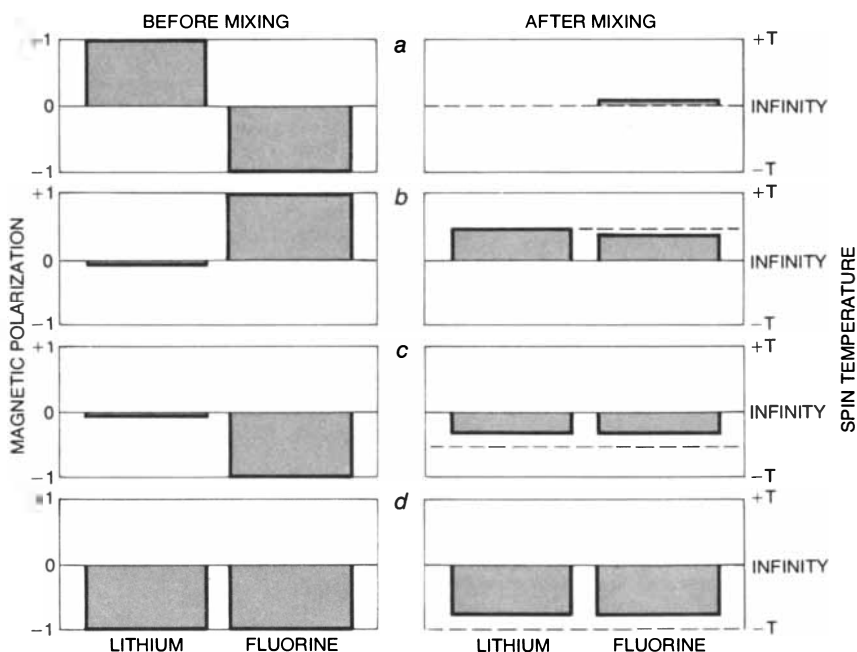 BEFORE MIXING
AFTER MIXING
+1
a
+T
0
INFINITY
−1
−T
+1
b
+T
0
INFINITY
−1
−T
+1
c
+T
0
INFINITY
−1
−T
1
d
+T
0
INFINITY
−1
−T
LITHIUM
FLUORINE
LITHIUM
FLUORINE
MAGNETIC POLARIZATION
SPIN TEMPERATURE